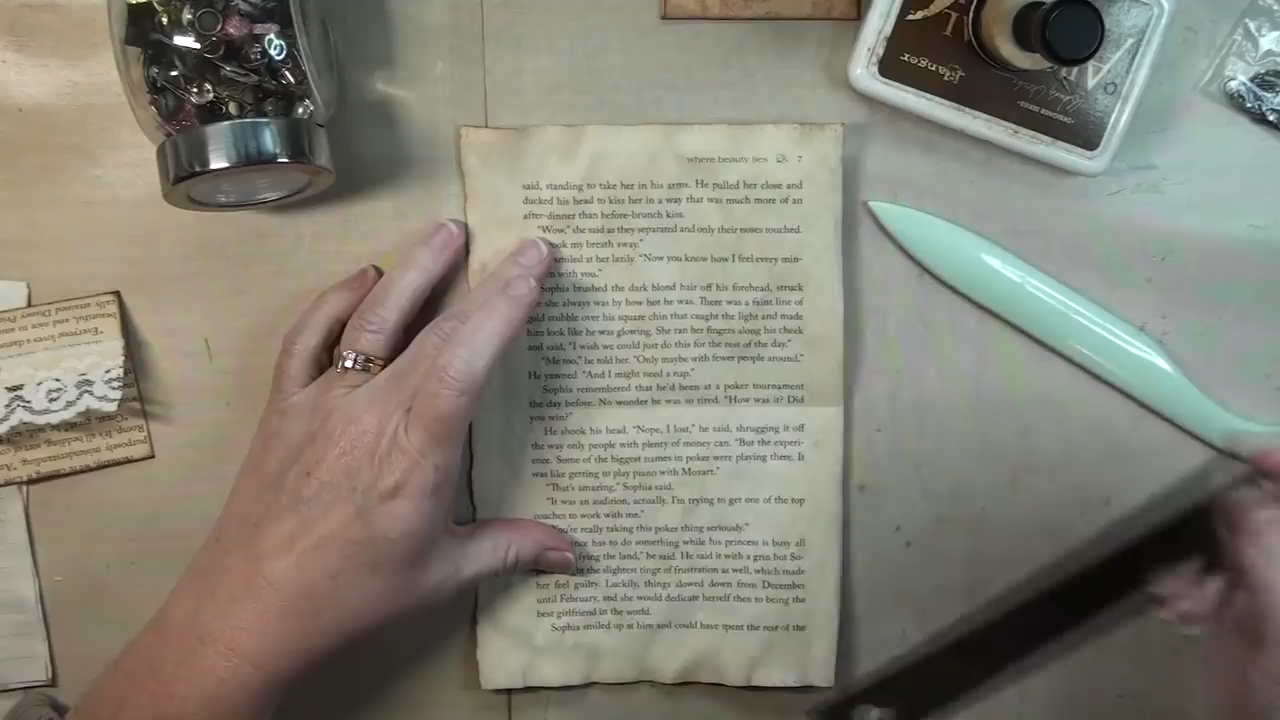 where beauty lies 7
said, standing to take her in his arms. He pulled her close and
ducked his head to kiss her in a way that was much more of an
after-dinner than before-brunch kiss.
"Wow," she said as they separated and only their noses touched.
my breath away."
smiled at her lazily. "Now you know how I feel every min-
with you."
Sophia brushed the dark blond hair off his forehead, struck
she always was by how hot he was. There was a faint line of
gold stubble over his square chin that caught the light and made
him look like he was glowing. She ran her fingers along his cheek
and said, "I wish we could just do this for the rest of the day."
"Me too," he told her. "Only maybe with fewer people around."
He yawned. "And I might need a nap."
Sophia remembered that he'd been at a poker tournament
the day before. No wonder he was so tired. "How was it? Did
you win?"
He shook his head. "Nope, I lost," he said, shrugging it off
the way only people with plenty of money can. "But the experi-
ence. Some of the biggest names in poker were playing there. It
was like getting to play piano with Mozart."
"That's amazing," Sophia said.
"It was an audition, actually. I'm trying to get one of the top
coaches to work with me."
"You're really taking this poker thing seriously."
has to do something while his princess is busy all
fying the land," he said. He said it with a grin but So-
the slightest tinge of frustration as well, which made
her feel guilty. Luckily, things slowed down from December
until February, and she would dedicate herself then to being the
best girlfriend in the world.
Sophia smiled up at him and could have spent the rest of the
Ranger
DESIGNER SERIES
"Everyone loves a
beautiful, and nice to
cally attained Disney